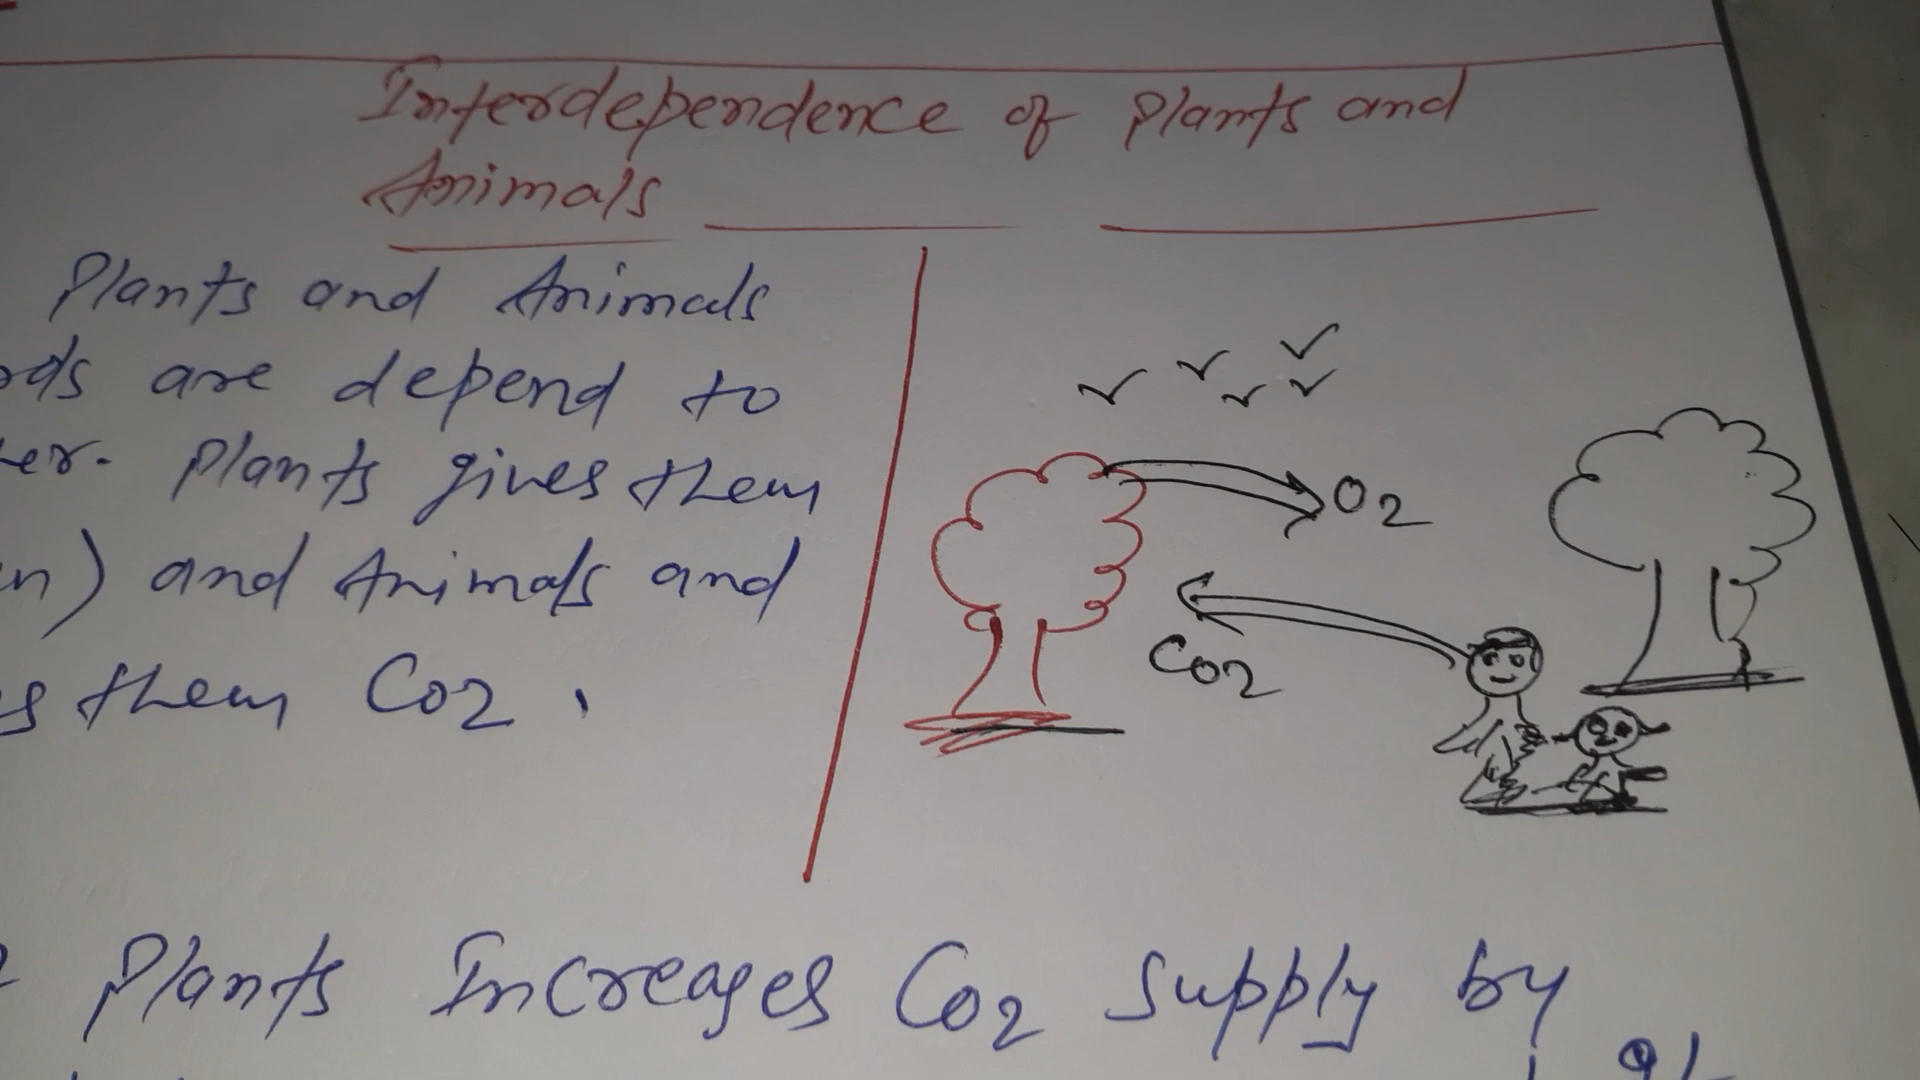 Interdependence of Plants and
Animals
Plants and Animals
are depend to
Plants gives them
and Animals and
them CO2.
O2
CO2
Plants Increases CO2 Supply by